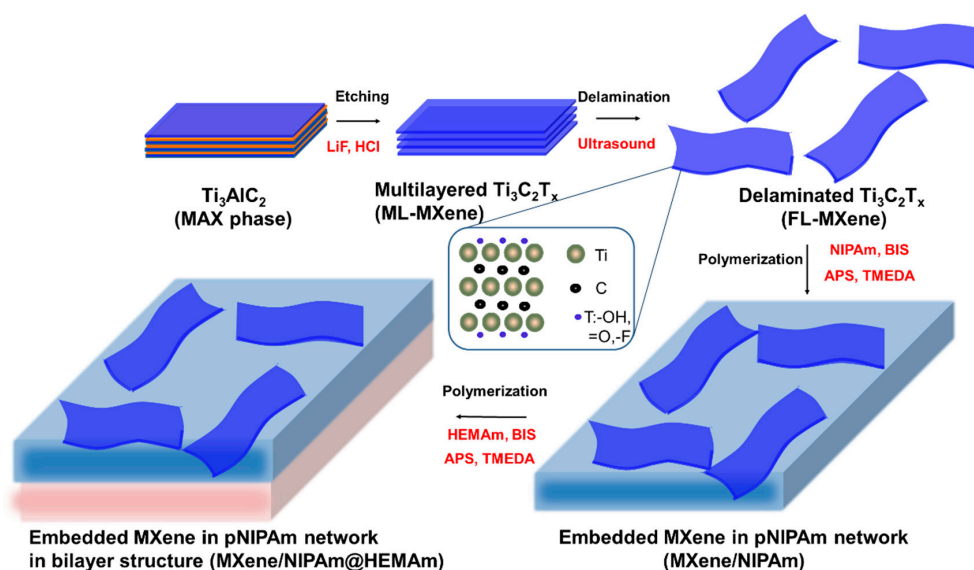 Etching
LiF, HCl
Delamination
Ultrasound
Ti₃AlC₂
(MAX phase)
Multilayered Ti₃C₂Tₓ
(ML-MXene)
Delaminated Ti₃C₂Tₓ
(FL-MXene)
Ti
C
T:-OH,
=O,-F
Polymerization
NIPAm, BIS
APS, TMEDA
Polymerization
HEMAm, BIS
APS, TMEDA
Embedded MXene in pNIPAm network
in bilayer structure (MXene/NIPAm@HEMAm)
Embedded MXene in pNIPAm network
(MXene/NIPAm)